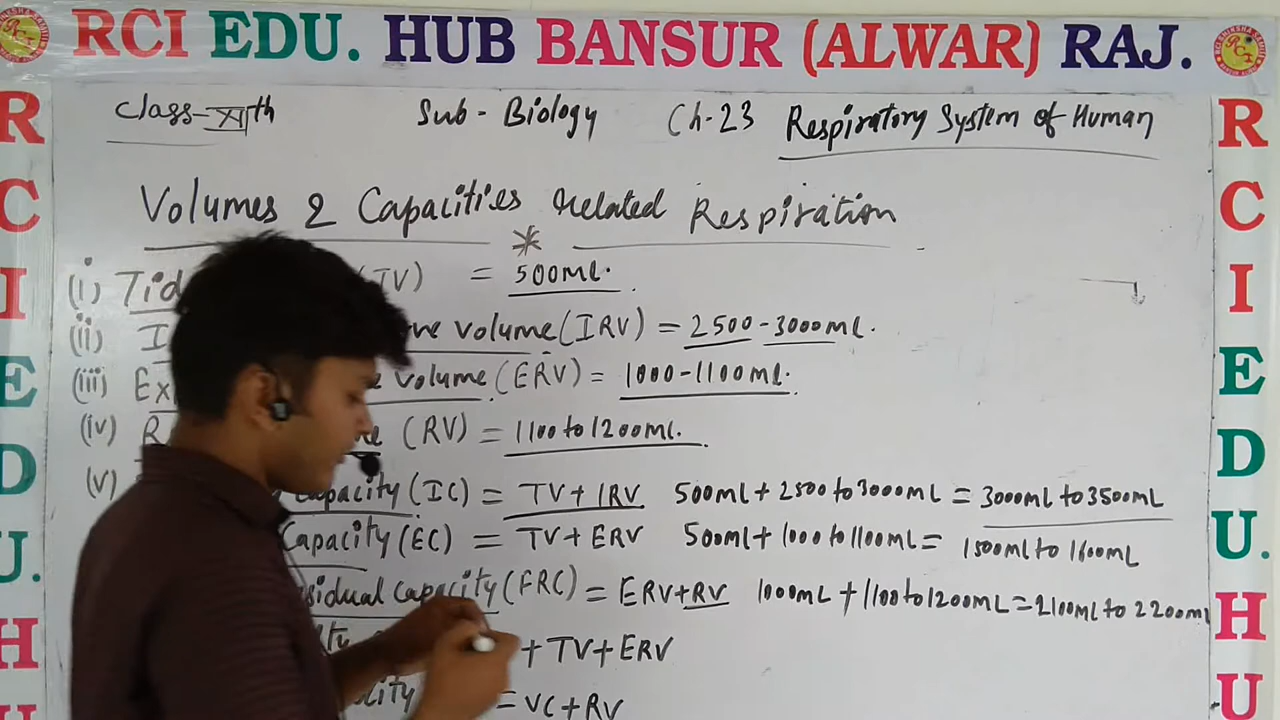 RCI EDU. HUB BANSUR (ALWAR) RAJ.
Class-XIth Sub-Biology Ch.23 Respiratory System of Human
Volumes & Capacities related Respiration
(i) Tid (TV) = 500ML.
(ii) I volume (IRV) = 2500-3000ML.
(iii) Ex volume (ERV) = 1000-1100ML.
(iv) R (RV) = 1100 to 1200ML.
(v) Capacity (IC) = TV+IRV 500ML+2500 to 3000ML = 3000ML to 3500ML
Capacity (EC) = TV+ERV 500ML+1000 to 1100ML= 1500ML to 1600ML
sidual capacity (FRC) = ERV+RV 1000ML+1100 to 1200ML=2100ML to 2200ML
+TV+ERV
=VC+RV
R
C
I
E
D
U.
H
U
R
C
I
E
D
U.
H
U